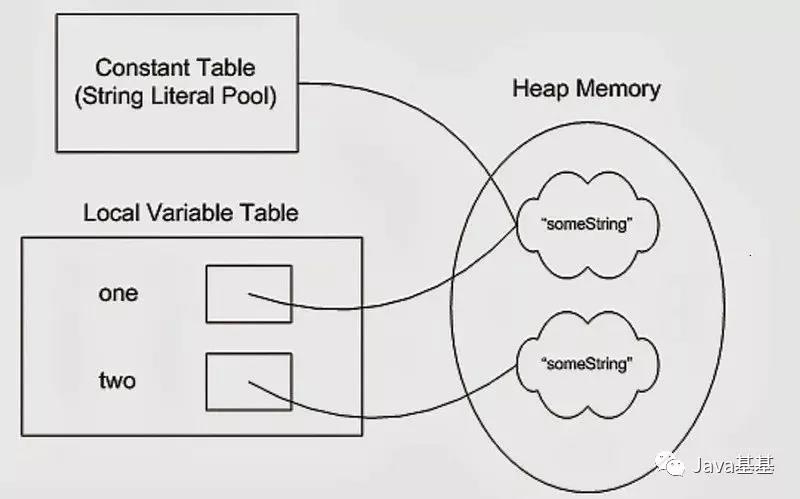 Constant Table
(String Literal Pool)
Heap Memory
“someString”
Local Variable Table
one
two
“someString”
Java基基